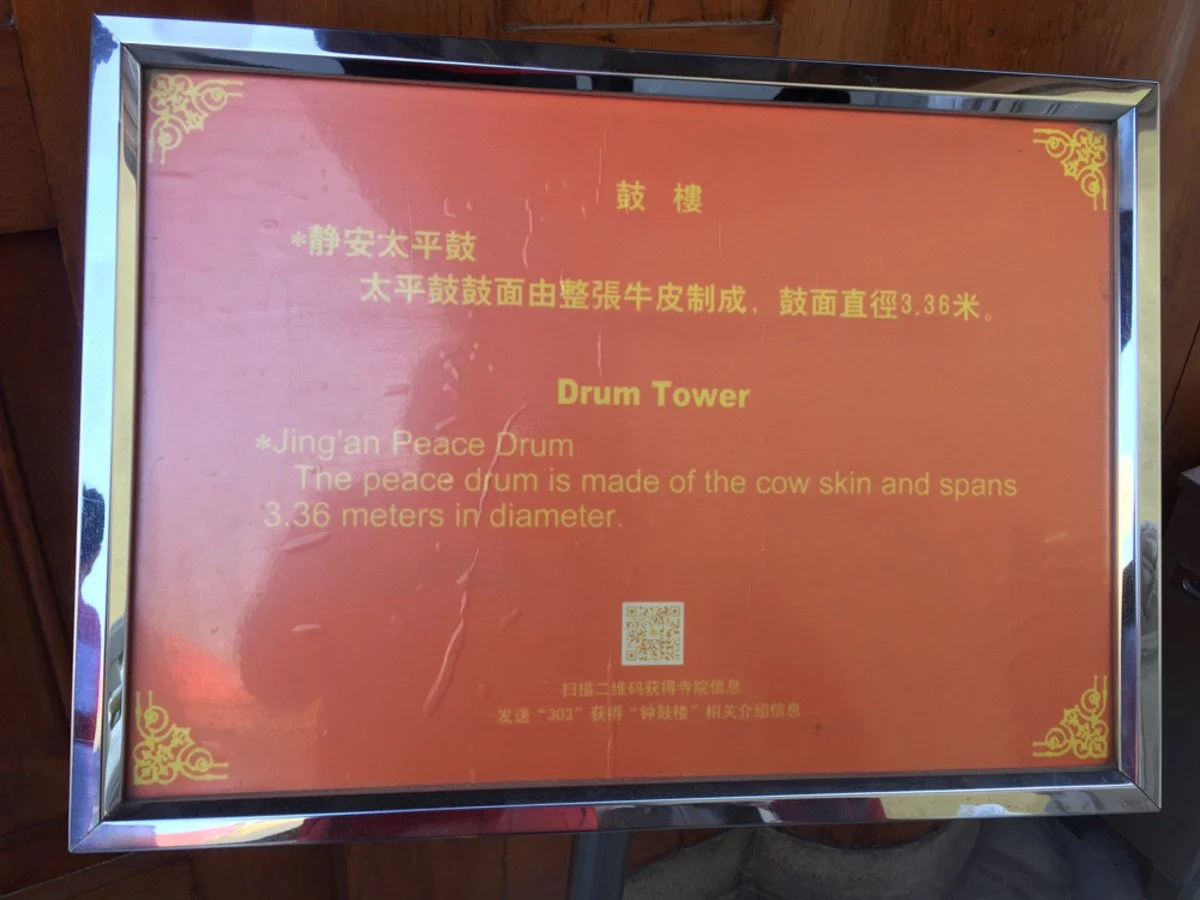 鼓 樓
*静安太平鼓
太平鼓鼓面由整張牛皮制成，鼓面直徑3.36米。
Drum Tower
*Jing'an Peace Drum
The peace drum is made of the cow skin and spans
3.36 meters in diameter.
扫描二维码获得寺院信息
发送“303”获得“钟鼓楼”相关介绍信息